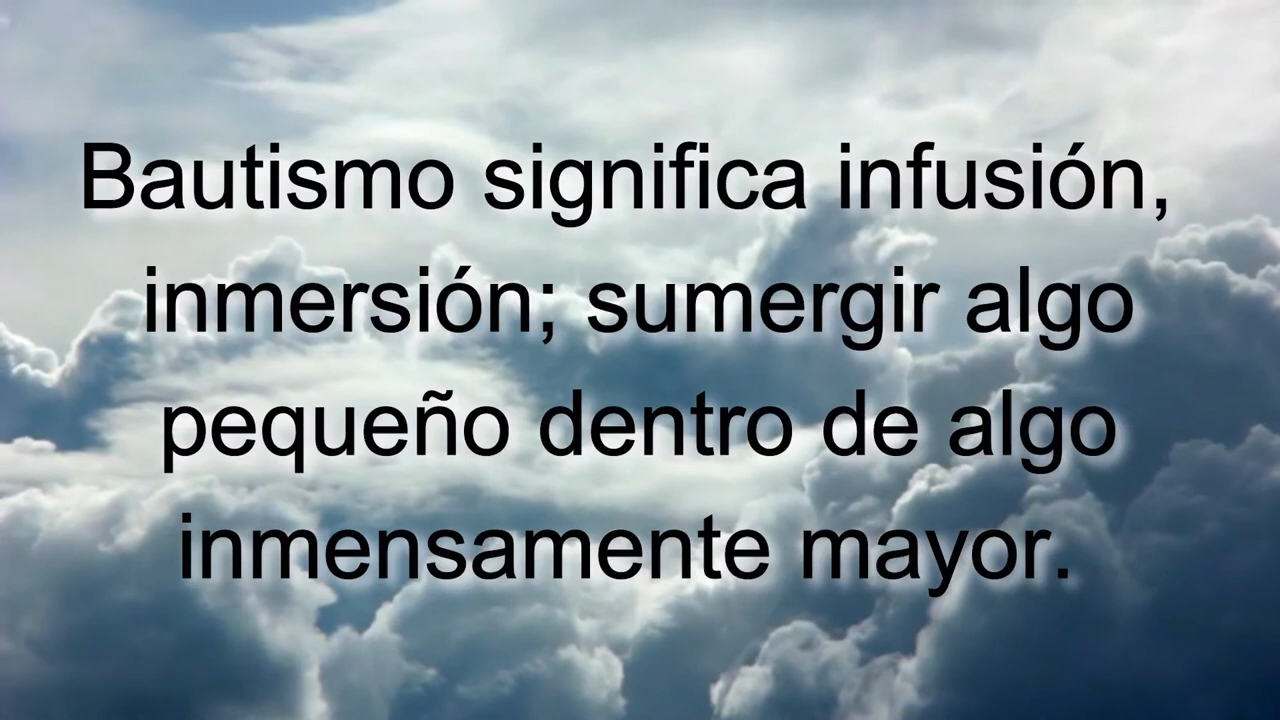 Bautismo significa infusión,
inmersión; sumergir algo
pequeño dentro de algo
inmensamente mayor.